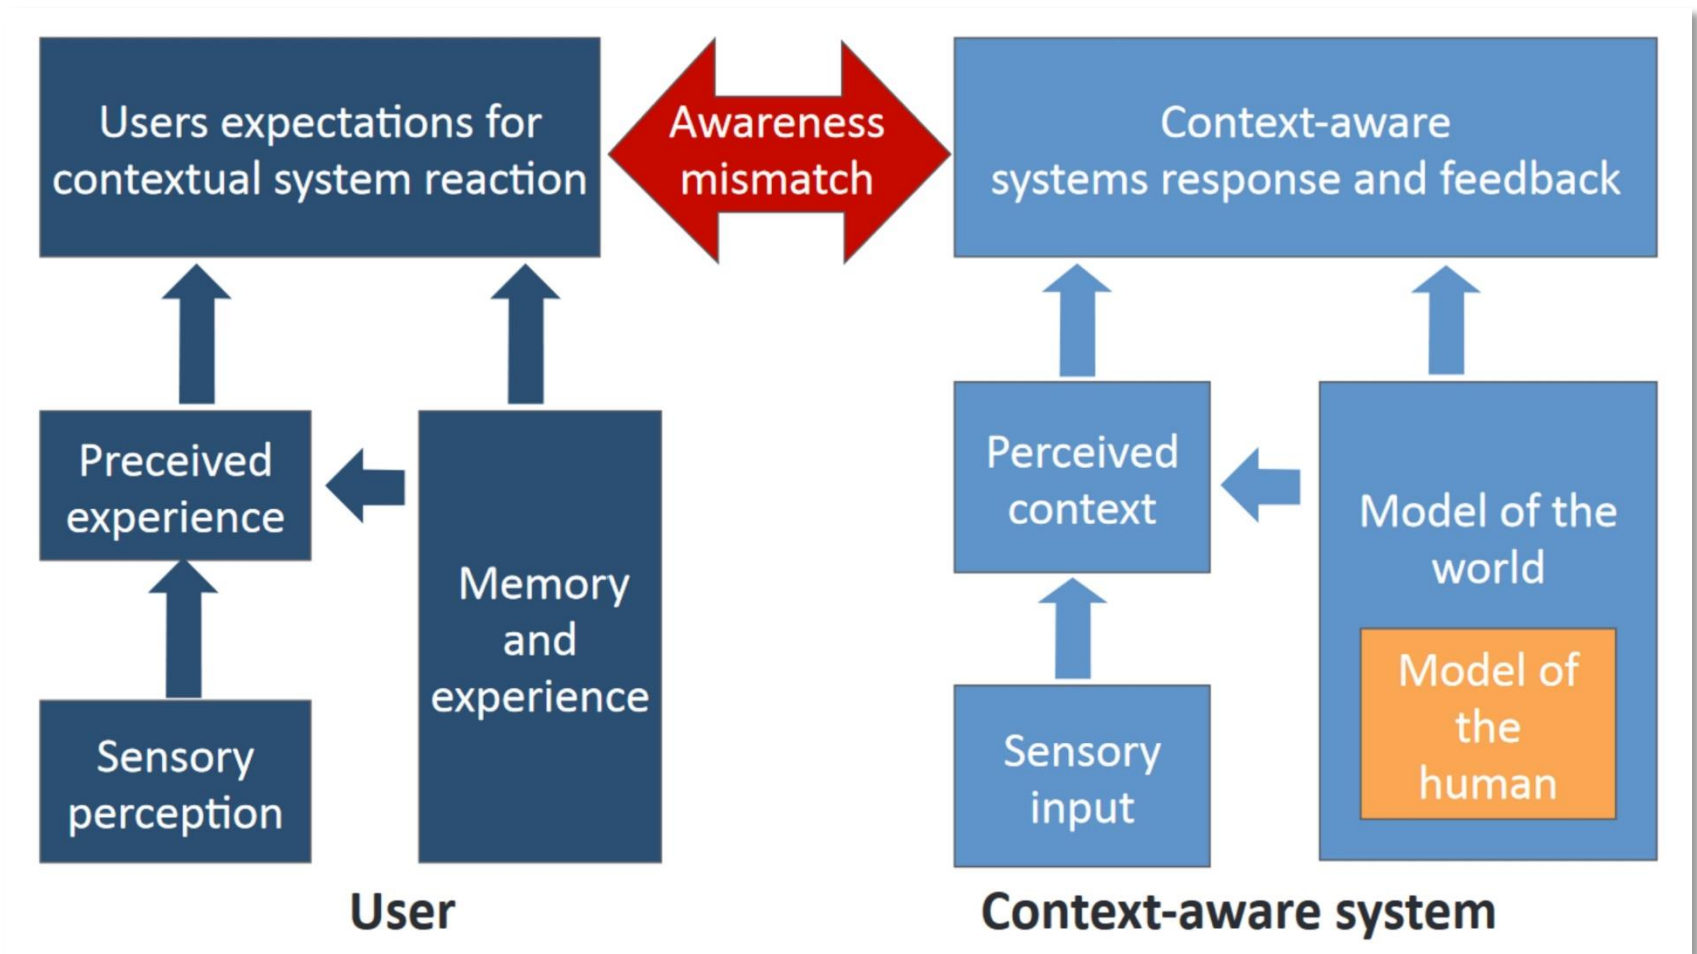 Users expectations for
contextual system reaction
Awareness
mismatch
Context-aware
systems response and feedback
Preceived
experience
Memory
and
experience
Sensory
perception
User
Perceived
context
Model of the
world
Model of
the
human
Sensory
input
Context-aware system